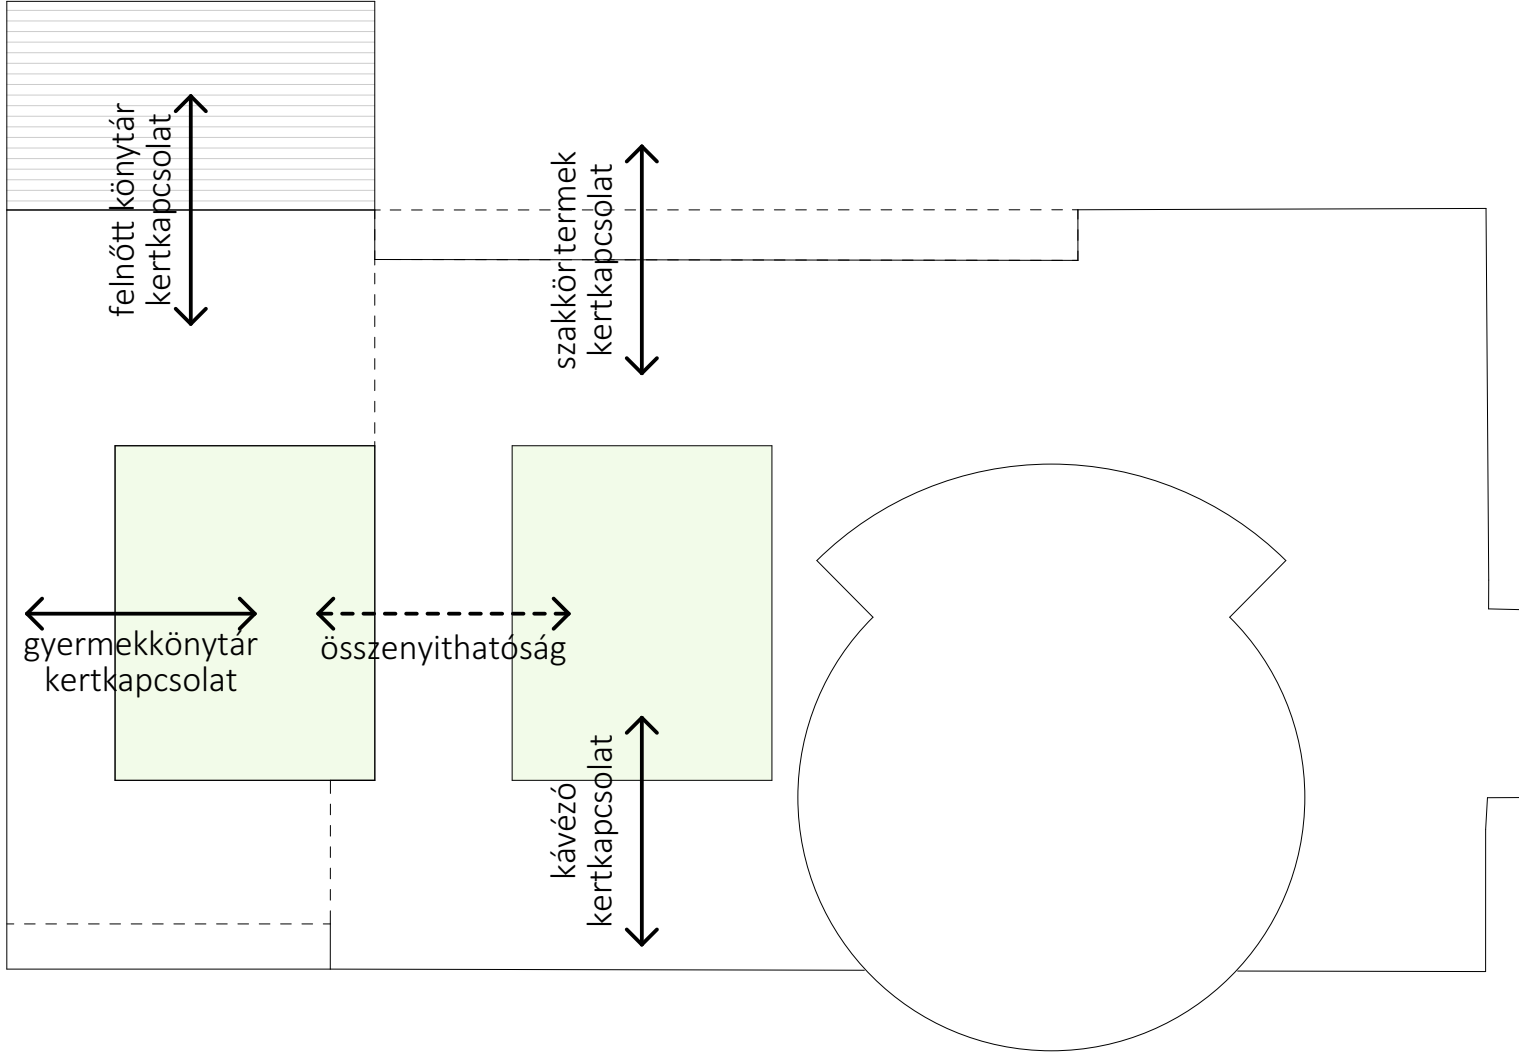 felnőtt könytár
kertkapcsolat
szakkör termek
kertkapcsolat
gyermekkönytár
kertkapcsolat
összenyithatóság
kávézó
kertkapcsolat